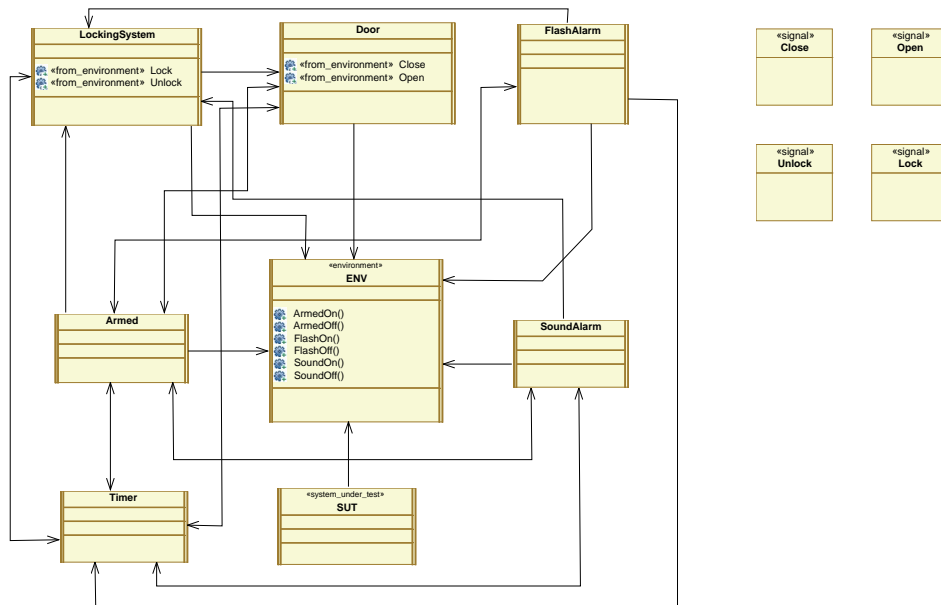 LockingSystem
«from_environment» Lock
«from_environment» Unlock
Door
«from_environment» Close
«from_environment» Open
FlashAlarm
«signal»
Close
«signal»
Open
«signal»
Unlock
«signal»
Lock
«environment»
ENV
ArmedOn()
ArmedOff()
FlashOn()
FlashOff()
SoundOn()
SoundOff()
Armed
SoundAlarm
Timer
«system_under_test»
SUT